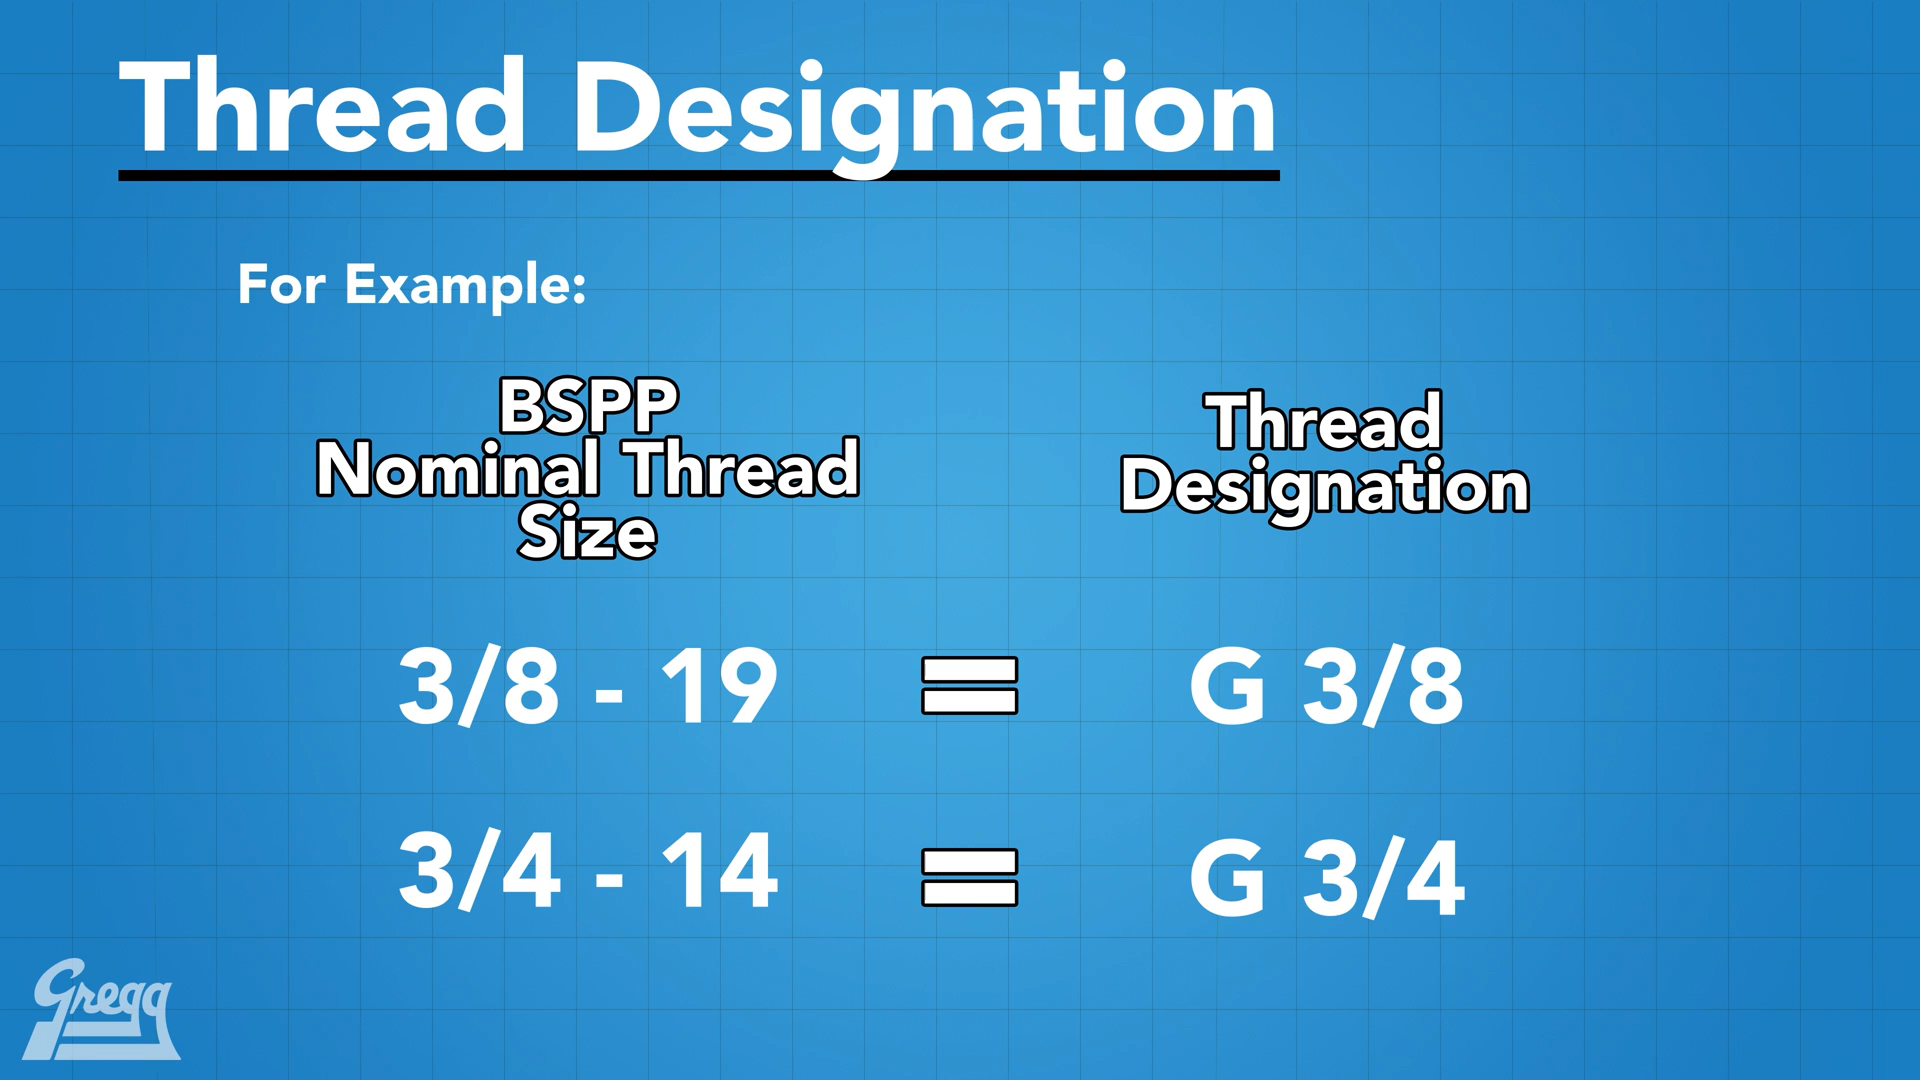 Thread Designation
For Example:
BSPP
Nominal Thread
Size
Thread
Designation
3/8 - 19 = G 3/8
3/4 - 14 = G 3/4
Gregg